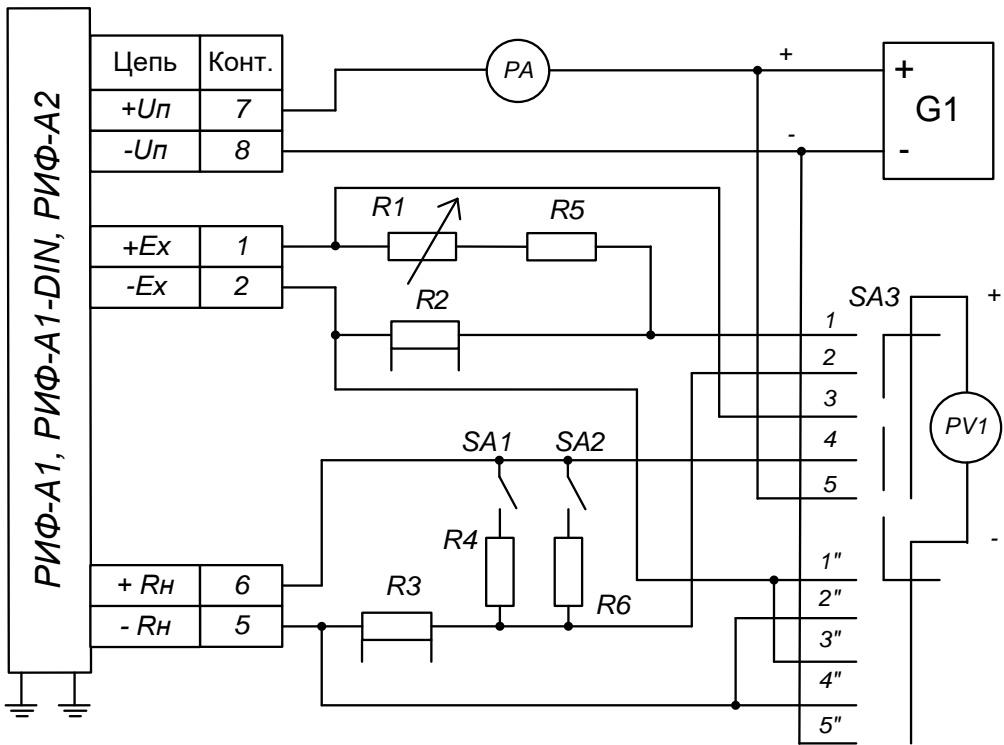 РИФ-А1, РИФ-А1-DIN, РИФ-А2
Цепь Конт.
+Uп 7
-Uп 8
+Ex 1
-Ex 2
+ Rн 6
- Rн 5
PA
+
-
+
G1
-
R1
R5
R2
SA1
SA2
R4
R3
R6
SA3
+
1
2
3
4
5
PV1
-
1"
2"
3"
4"
5"